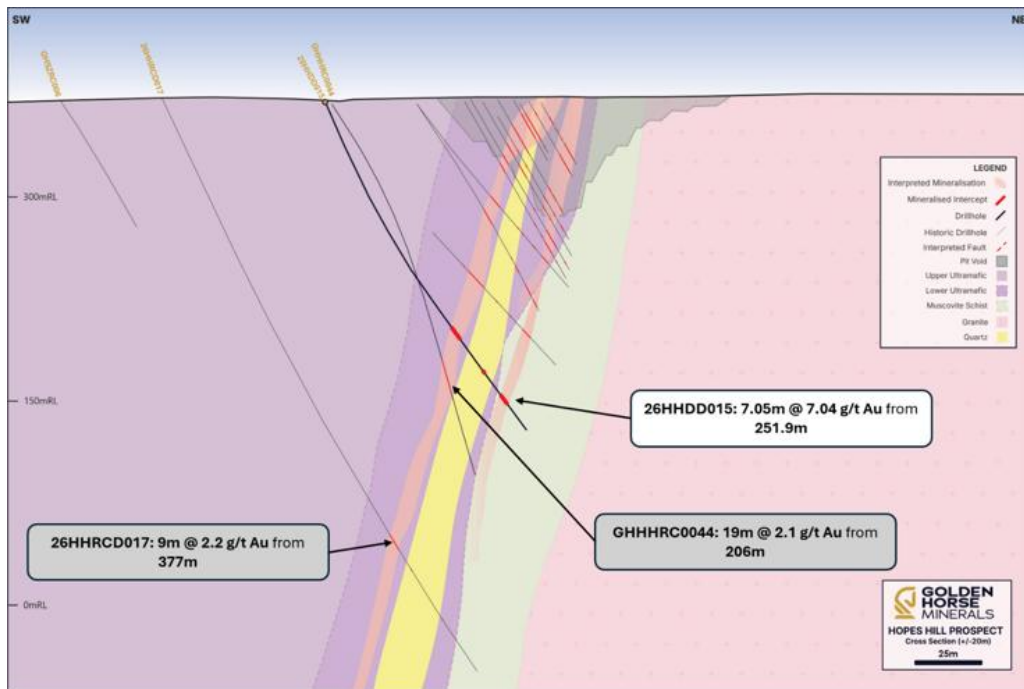 SW
NE
GHHHRC0044
26HHDD015
26HHRCD017
300mRL
150mRL
0mRL
LEGEND
Interpreted Mineralisation
Mineralised Intercept
Drillhole
Historic Drillhole
Interpreted Fault
Pit Void
Upper Ultramafic
Lower Ultramafic
Muscovite Schist
Granite
Quartz
26HHDD015: 7.05m @ 7.04 g/t Au from
251.9m
GHHHRC0044: 19m @ 2.1 g/t Au from
206m
26HHRCD017: 9m @ 2.2 g/t Au from
377m
GOLDEN
HORSE
MINERALS
HOPES HILL PROSPECT
Cross Section (+/-20m)
25m